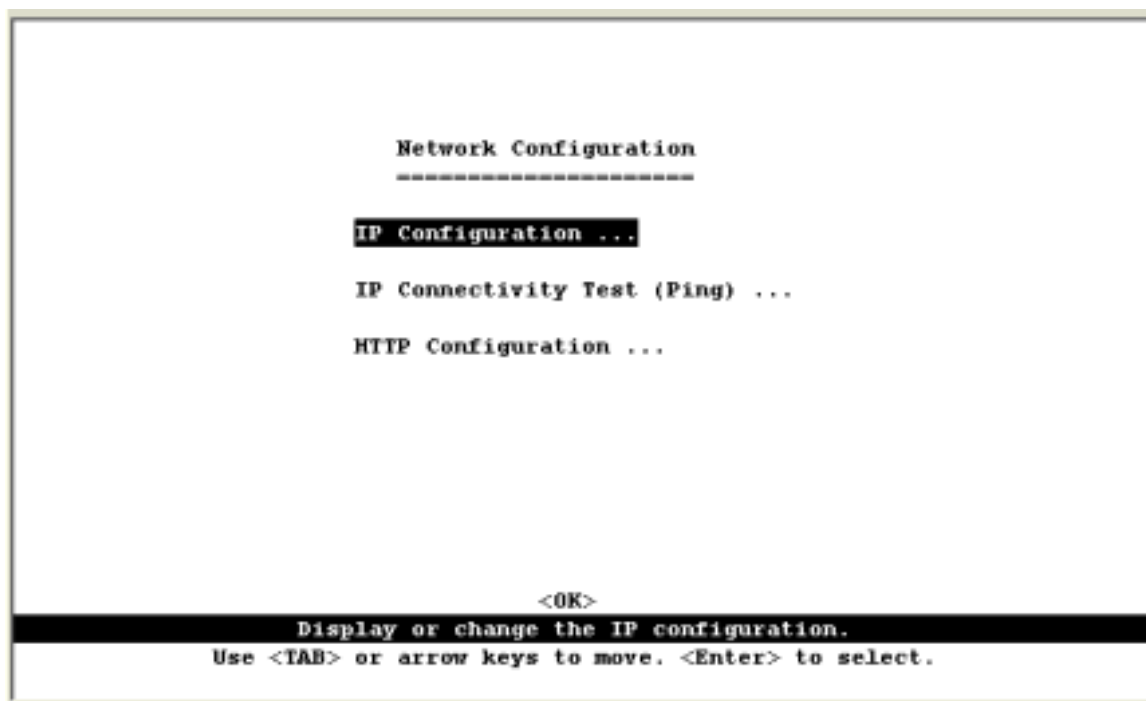 Network Configuration
=====================
IP Configuration ...
IP Connectivity Test (Ping) ...
HTTP Configuration ...
<OK>
Display or change the IP configuration.
Use <TAB> or arrow keys to move. <Enter> to select.